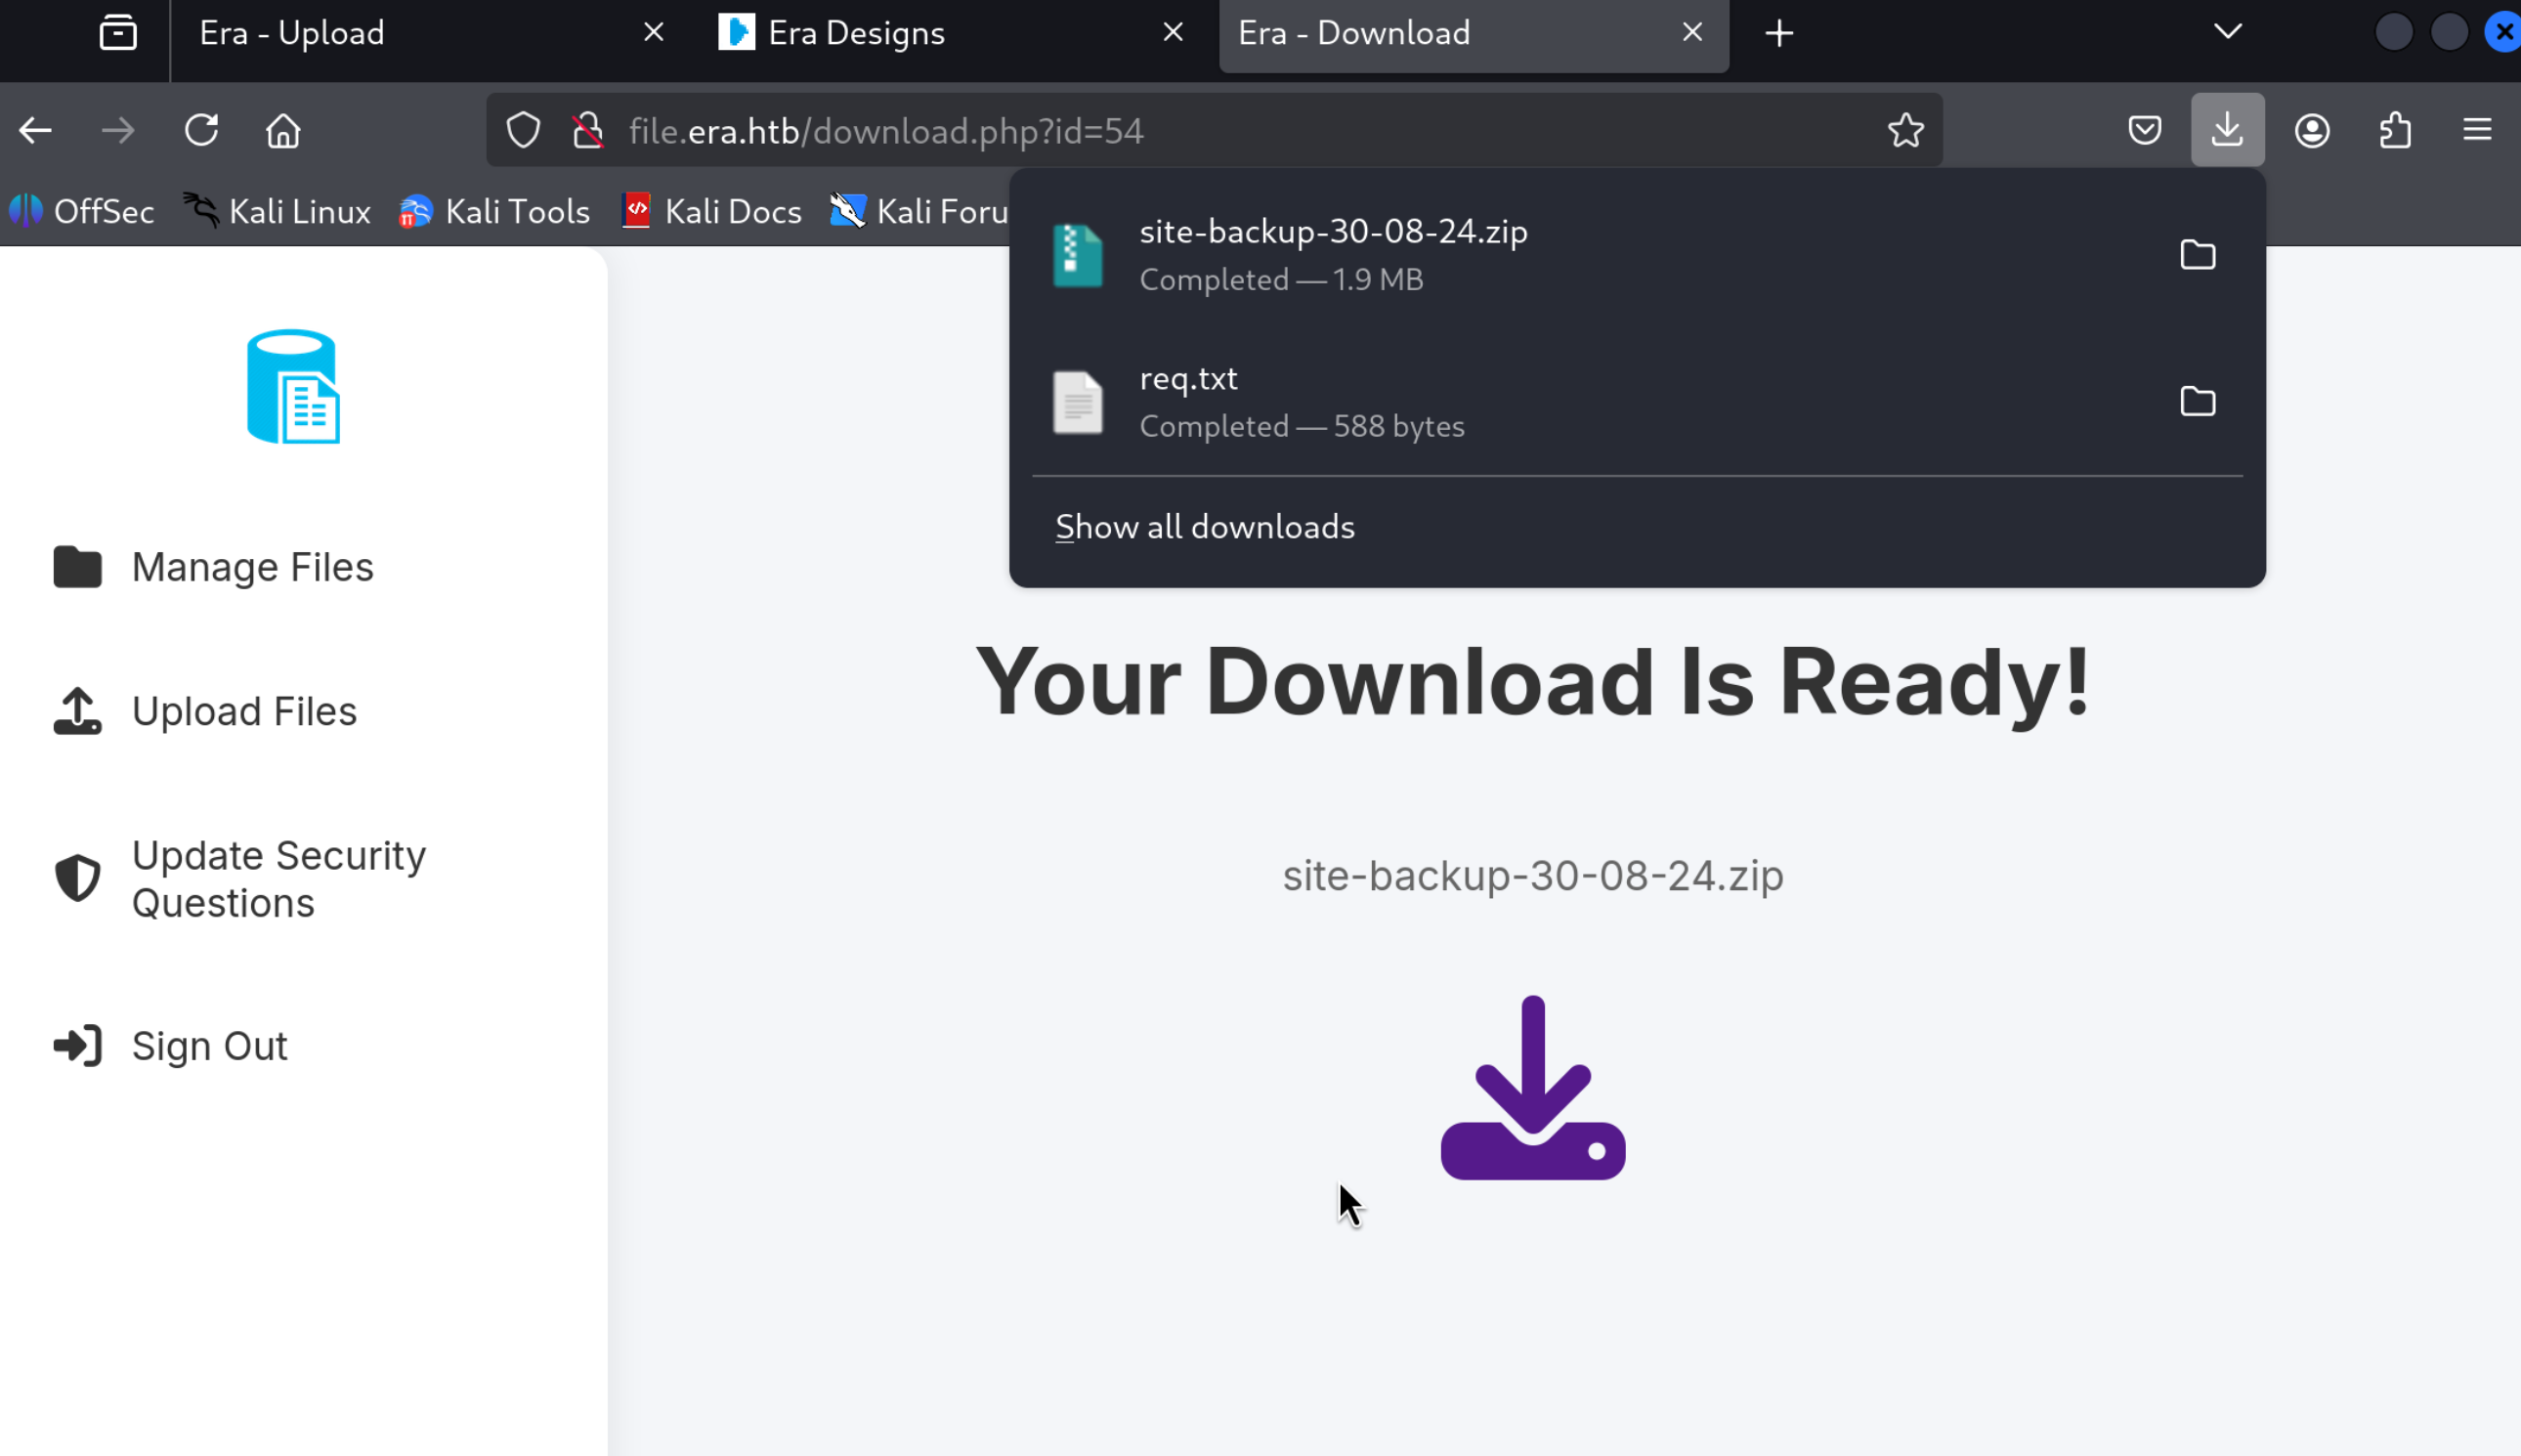 Era - Upload
Era Designs
Era - Download
file.era.htb/download.php?id=54
OffSec
Kali Linux
Kali Tools
Kali Docs
Kali Foru
site-backup-30-08-24.zip
Completed — 1.9 MB
req.txt
Completed — 588 bytes
Show all downloads
Manage Files
Upload Files
Update Security
Questions
Sign Out
Your Download Is Ready!
site-backup-30-08-24.zip